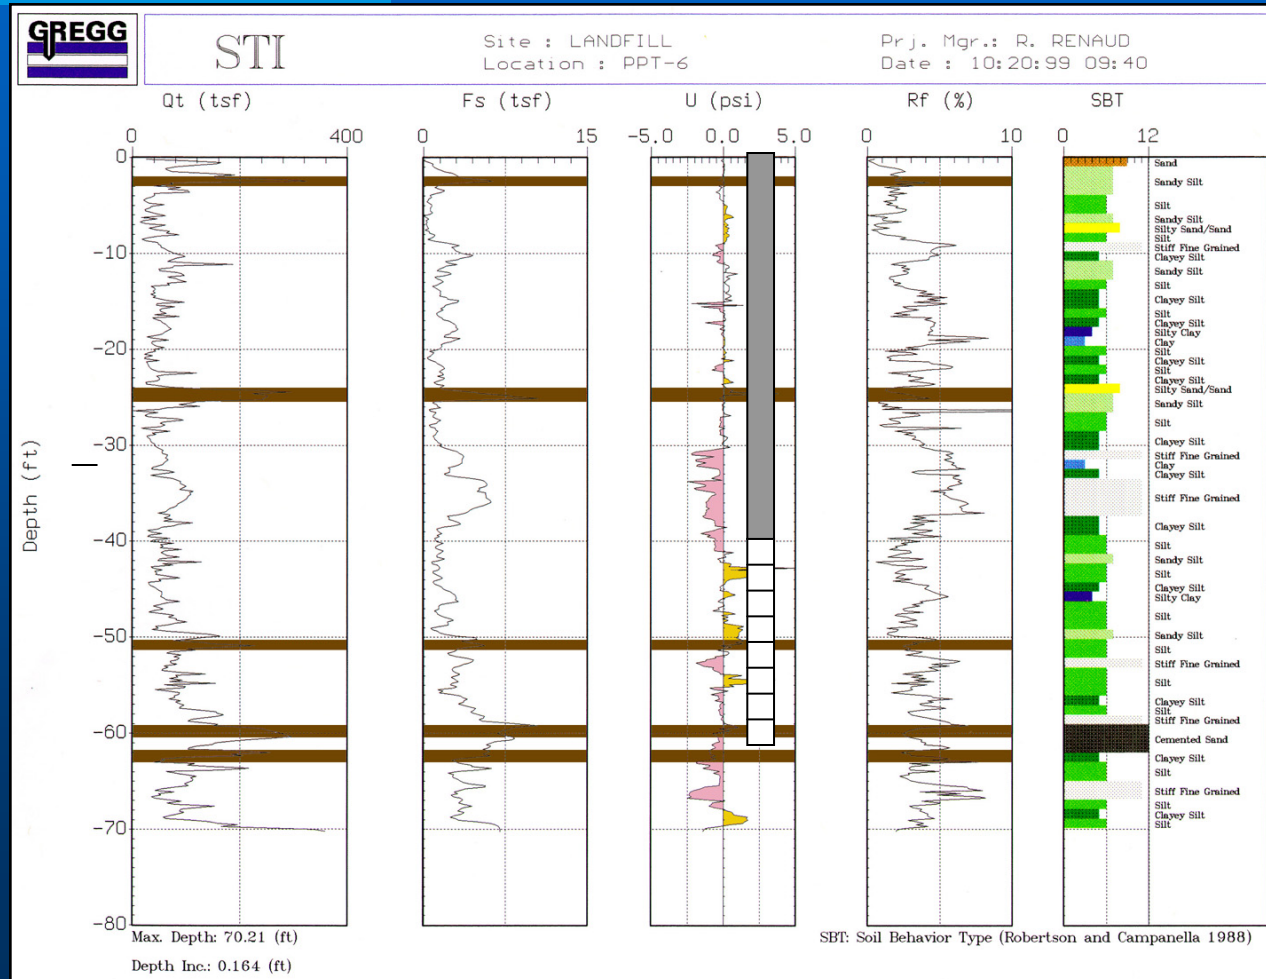 GREGG
STI
Site : LANDFILL
Location : PPT-6
Prj. Mgr.: R. RENAUD
Date : 10:20:99 09:40
Qt (tsf)
Fs (tsf)
U (psi)
Rf (%)
SBT
0 400
0 15
-5.0 0.0 5.0
0 10
0 12
Depth (ft)
0
-10
-20
-30
-40
-50
-60
-70
-80
Sand
Sandy Silt
Silt
Sandy Silt
Silty Sand/Sand
Silt
Stiff Fine Grained
Clayey Silt
Sandy Silt
Silt
Clayey Silt
Silt
Clayey Silt
Silty Clay
Clay
Silt
Clayey Silt
Silt
Clayey Silt
Silty Sand/Sand
Sandy Silt
Silt
Clayey Silt
Stiff Fine Grained
Clay
Clayey Silt
Stiff Fine Grained
Clayey Silt
Silt
Sandy Silt
Silt
Clayey Silt
Silty Clay
Silt
Sandy Silt
Silt
Stiff Fine Grained
Silt
Clayey Silt
Silt
Stiff Fine Grained
Cemented Sand
Clayey Silt
Silt
Stiff Fine Grained
Silt
Clayey Silt
Silt
Max. Depth: 70.21 (ft)
Depth Inc.: 0.164 (ft)
SBT: Soil Behavior Type (Robertson and Campanella 1988)